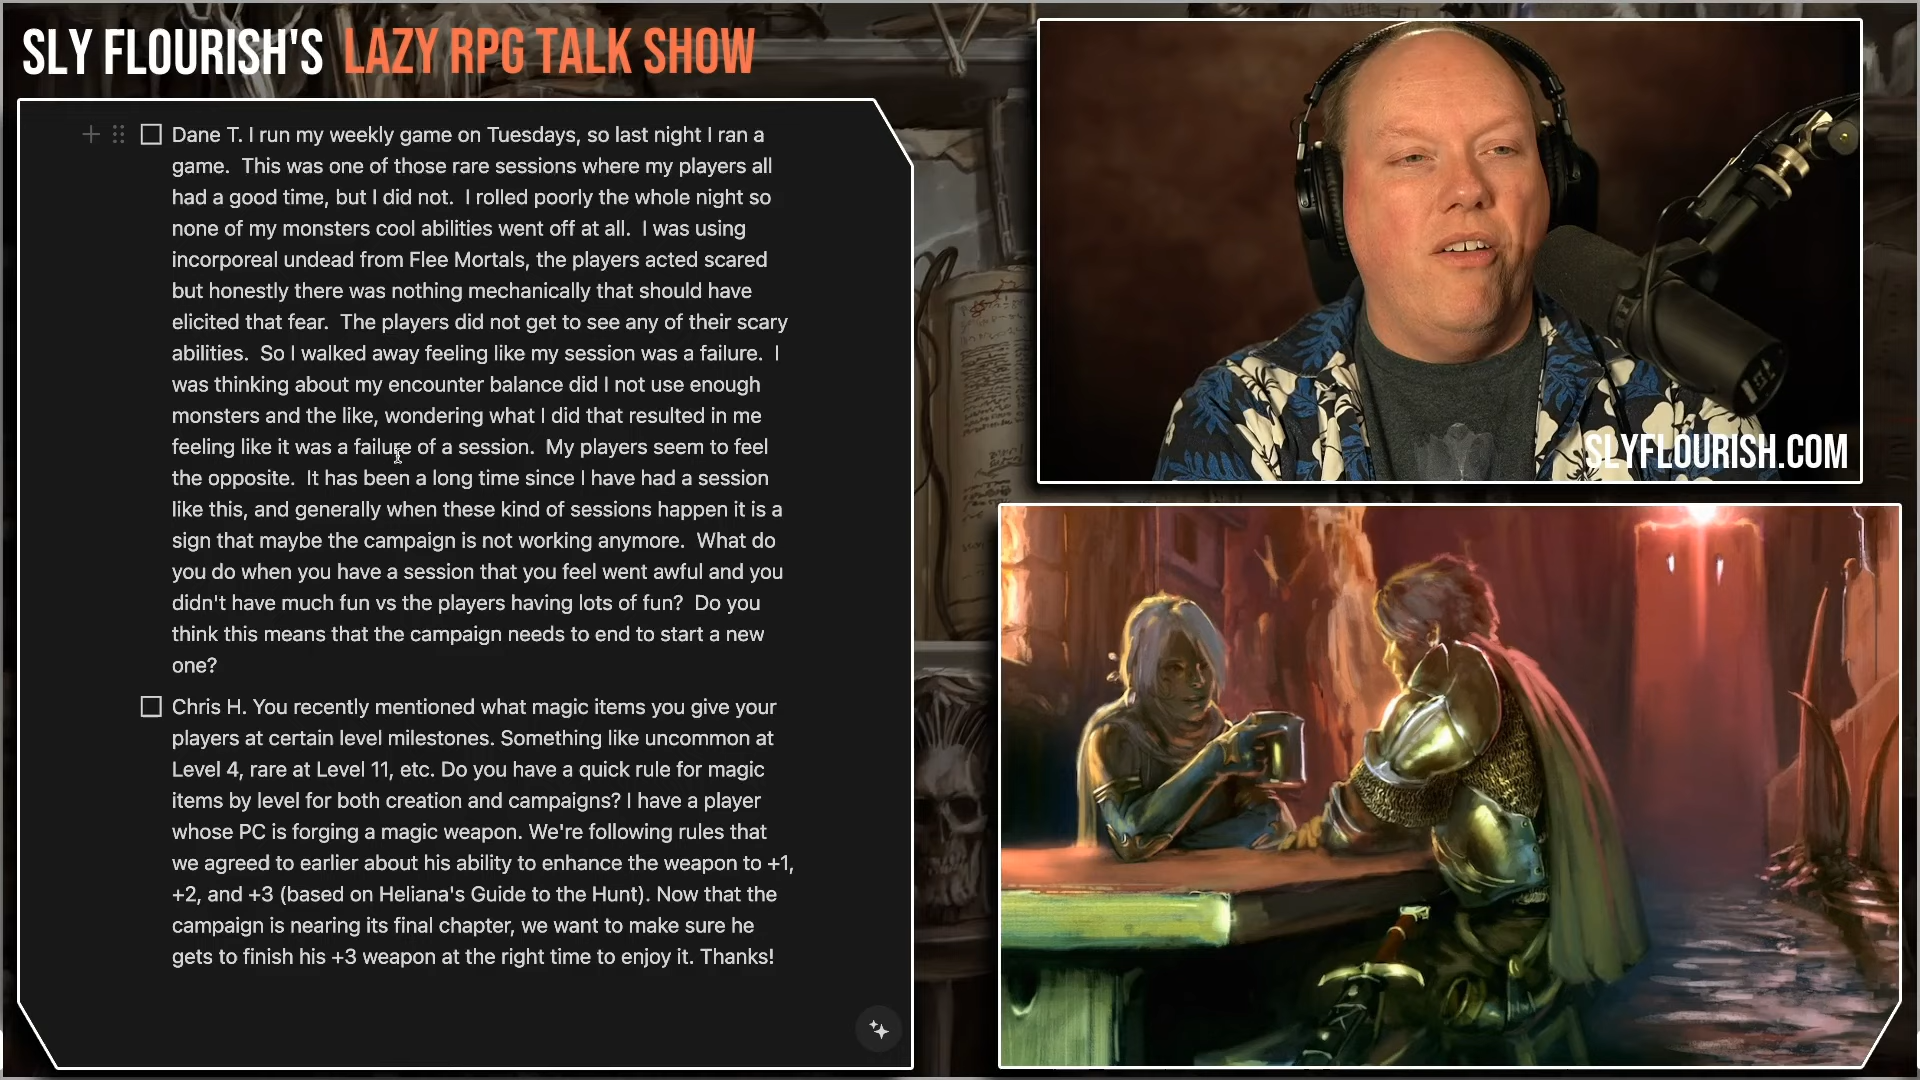 SLY FLOURISH'S LAZY RPG TALK SHOW
Dane T. I run my weekly game on Tuesdays, so last night I ran a
game.  This was one of those rare sessions where my players all
had a good time, but I did not.  I rolled poorly the whole night so
none of my monsters cool abilities went off at all.  I was using
incorporeal undead from Flee Mortals, the players acted scared
but honestly there was nothing mechanically that should have
elicited that fear.  The players did not get to see any of their scary
abilities.  So I walked away feeling like my session was a failure.  I
was thinking about my encounter balance did I not use enough
monsters and the like, wondering what I did that resulted in me
feeling like it was a failure of a session.  My players seem to feel
the opposite.  It has been a long time since I have had a session
like this, and generally when these kind of sessions happen it is a
sign that maybe the campaign is not working anymore.  What do
you do when you have a session that you feel went awful and you
didn't have much fun vs the players having lots of fun?  Do you
think this means that the campaign needs to end to start a new
one?
Chris H. You recently mentioned what magic items you give your
players at certain level milestones. Something like uncommon at
Level 4, rare at Level 11, etc. Do you have a quick rule for magic
items by level for both creation and campaigns? I have a player
whose PC is forging a magic weapon. We're following rules that
we agreed to earlier about his ability to enhance the weapon to +1,
+2, and +3 (based on Heliana's Guide to the Hunt). Now that the
campaign is nearing its final chapter, we want to make sure he
gets to finish his +3 weapon at the right time to enjoy it. Thanks!
SLYFLOURISH.COM